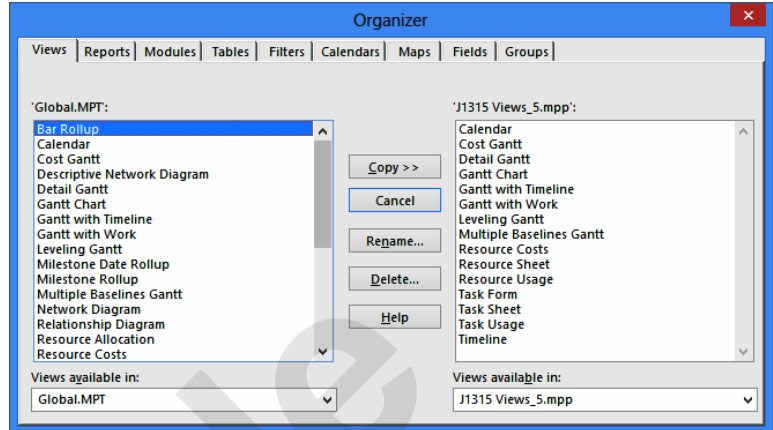 Organizer
Views Reports Modules Tables Filters Calendars Maps Fields Groups
'Global.MPT':
Bar Rollup
Calendar
Cost Gantt
Descriptive Network Diagram
Detail Gantt
Gantt Chart
Gantt with Timeline
Gantt with Work
Leveling Gantt
Milestone Date Rollup
Milestone Rollup
Multiple Baselines Gantt
Network Diagram
Relationship Diagram
Resource Allocation
Resource Costs
Views available in:
Global.MPT
Copy >>
Cancel
Rename...
Delete...
Help
'J1315 Views_5.mpp':
Calendar
Cost Gantt
Detail Gantt
Gantt Chart
Gantt with Timeline
Gantt with Work
Leveling Gantt
Multiple Baselines Gantt
Resource Costs
Resource Sheet
Resource Usage
Task Form
Task Sheet
Task Usage
Timeline
Views available in:
J1315 Views_5.mpp